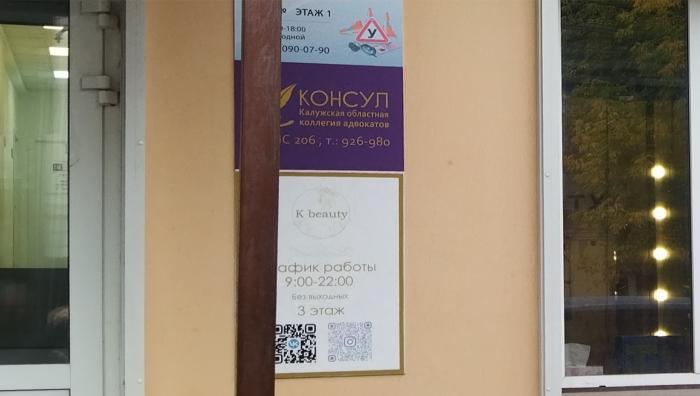 ЭТАЖ 1
-18:00
090-07-90
У
КОНСУЛ
Калужская областная
коллегия адвокатов
206 , т.: 926-980
K beauty
афик работы
9:00-22:00
Без выходных
3 этаж